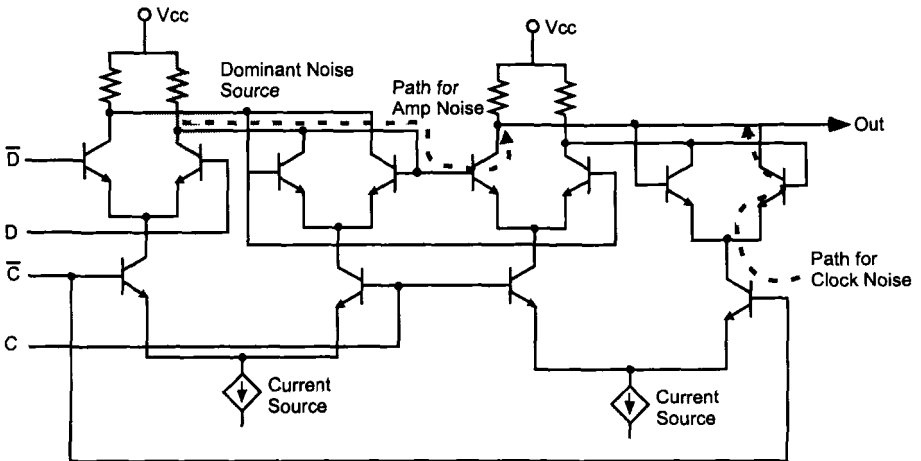 Vcc
Vcc
Dominant Noise
Source
Path for
Amp Noise
Out
D̅
D
C̅
C
Path for
Clock Noise
Current
Source
Current
Source